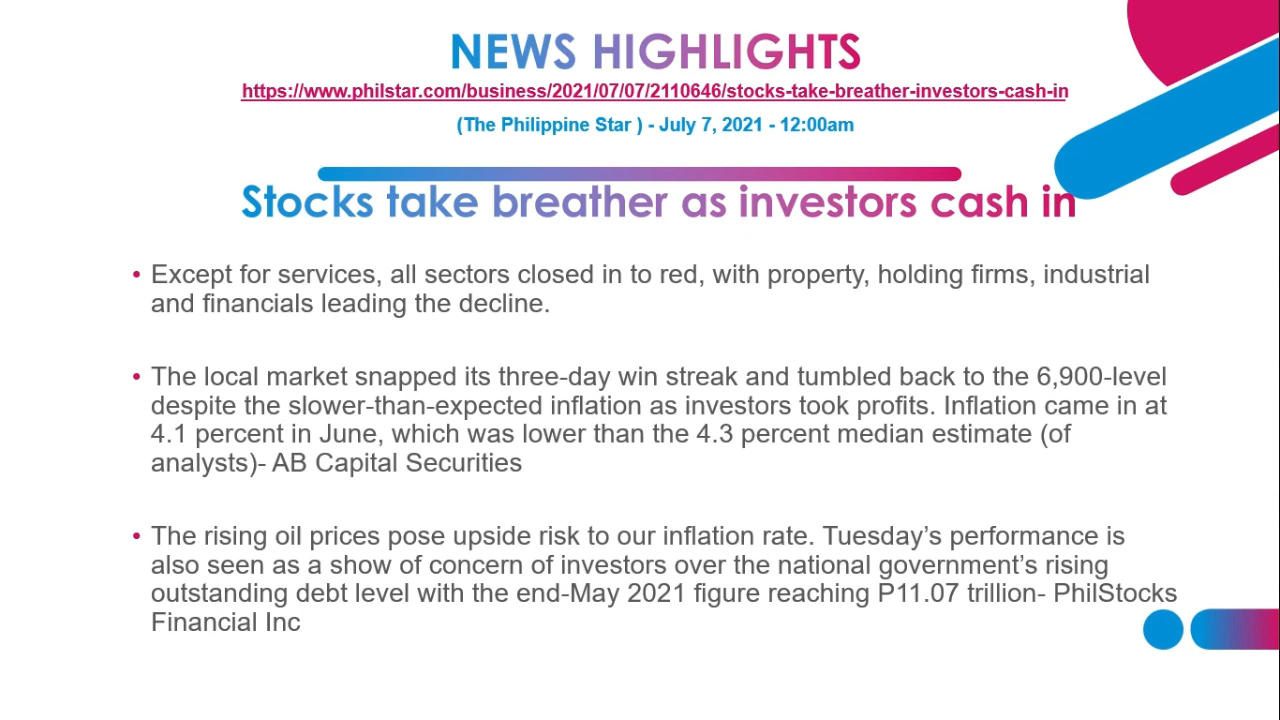 NEWS HIGHLIGHTS
https://www.philstar.com/business/2021/07/07/2110646/stocks-take-breather-investors-cash-in
(The Philippine Star ) - July 7, 2021 - 12:00am
Stocks take breather as investors cash in
• Except for services, all sectors closed in to red, with property, holding firms, industrial
and financials leading the decline.
• The local market snapped its three-day win streak and tumbled back to the 6,900-level
despite the slower-than-expected inflation as investors took profits. Inflation came in at
4.1 percent in June, which was lower than the 4.3 percent median estimate (of
analysts)- AB Capital Securities
• The rising oil prices pose upside risk to our inflation rate. Tuesday’s performance is
also seen as a show of concern of investors over the national government’s rising
outstanding debt level with the end-May 2021 figure reaching P11.07 trillion- PhilStocks
Financial Inc